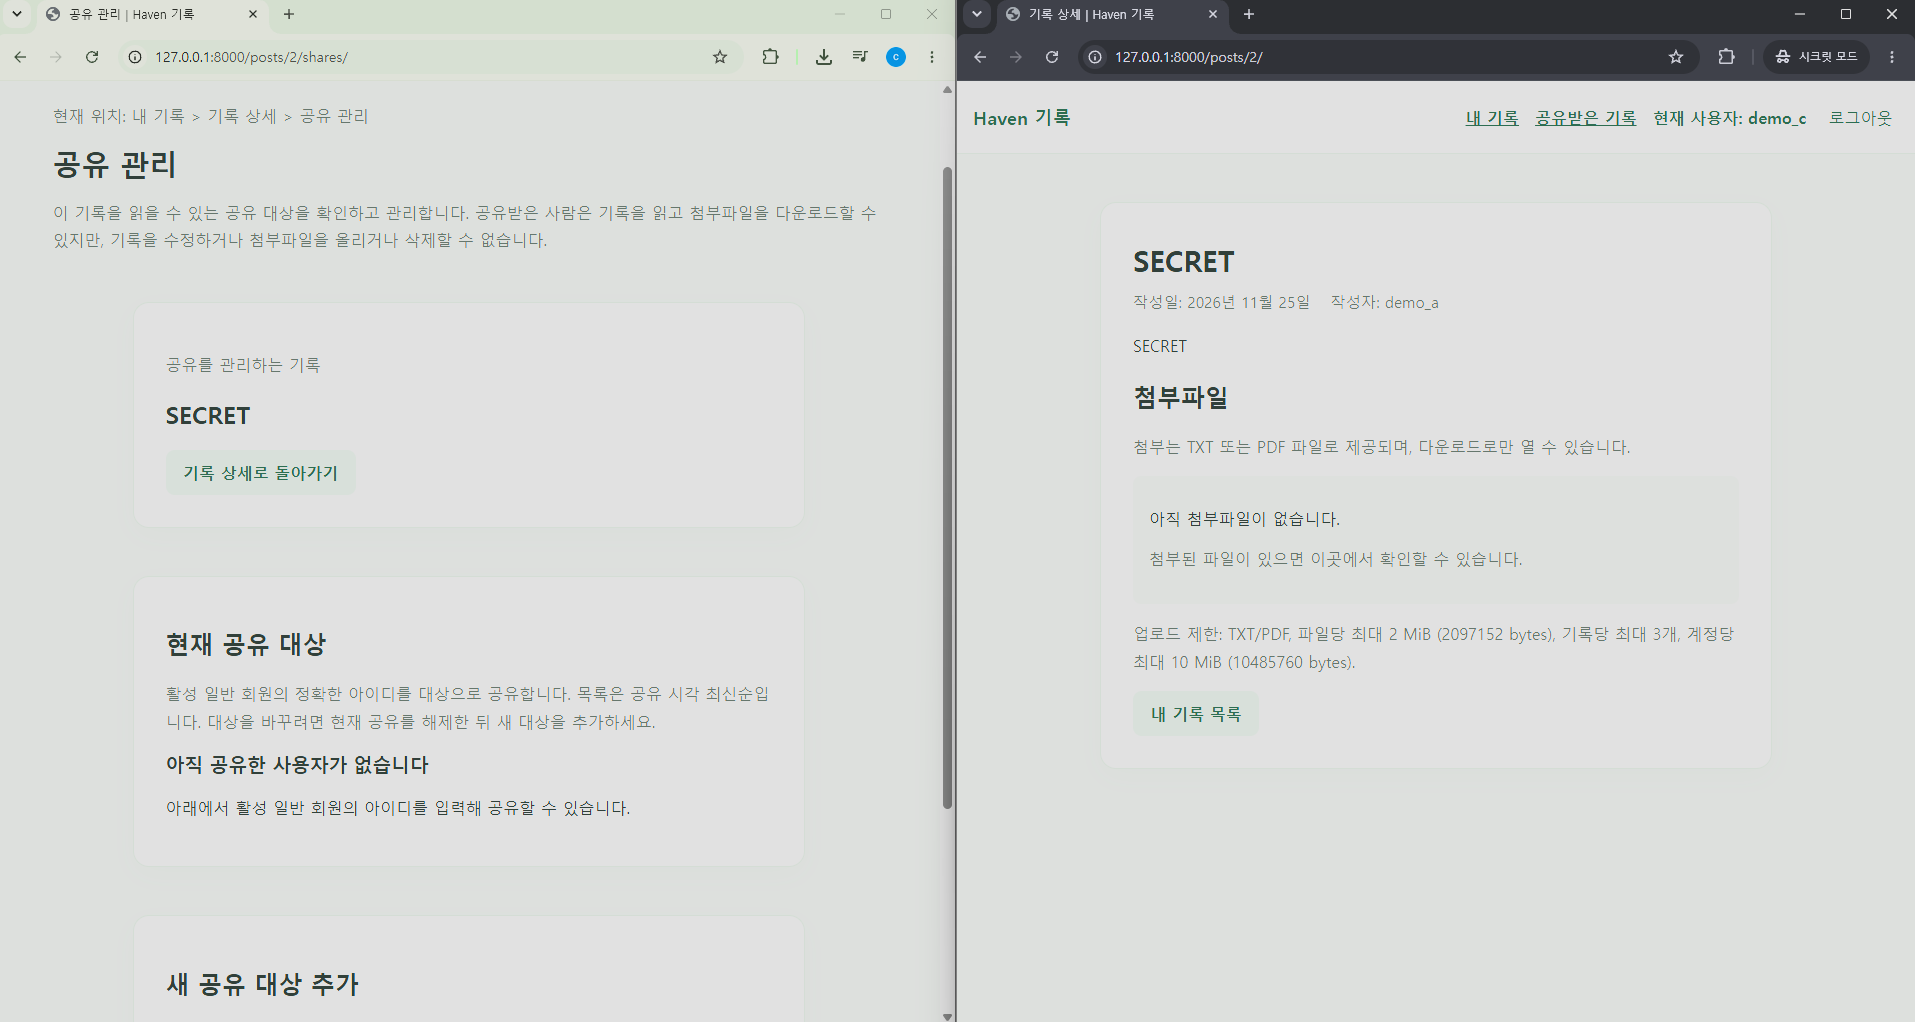 공유 관리 | Haven 기록
127.0.0.1:8000/posts/2/shares/
c
현재 위치: 내 기록 > 기록 상세 > 공유 관리
공유 관리
이 기록을 읽을 수 있는 공유 대상을 확인하고 관리합니다. 공유받은 사람은 기록을 읽고 첨부파일을 다운로드할 수
있지만, 기록을 수정하거나 첨부파일을 올리거나 삭제할 수 없습니다.
공유를 관리하는 기록
SECRET
기록 상세로 돌아가기
현재 공유 대상
활성 일반 회원의 정확한 아이디를 대상으로 공유합니다. 목록은 공유 시각 최신순입
니다. 대상을 바꾸려면 현재 공유를 해제한 뒤 새 대상을 추가하세요.
아직 공유한 사용자가 없습니다
아래에서 활성 일반 회원의 아이디를 입력해 공유할 수 있습니다.
새 공유 대상 추가
기록 상세 | Haven 기록
127.0.0.1:8000/posts/2/
시크릿 모드
Haven 기록
내 기록 공유받은 기록 현재 사용자: demo_c 로그아웃
SECRET
작성일: 2026년 11월 25일 작성자: demo_a
SECRET
첨부파일
첨부는 TXT 또는 PDF 파일로 제공되며, 다운로드로만 열 수 있습니다.
아직 첨부파일이 없습니다.
첨부된 파일이 있으면 이곳에서 확인할 수 있습니다.
업로드 제한: TXT/PDF, 파일당 최대 2 MiB (2097152 bytes), 기록당 최대 3개, 계정당
최대 10 MiB (10485760 bytes).
내 기록 목록